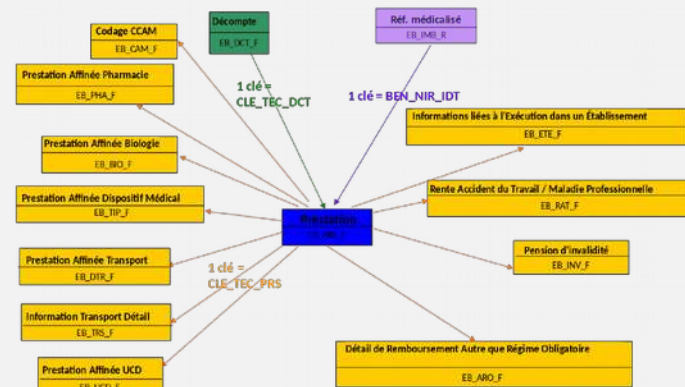 Codage CCAM
EB_CAM_F
Décompte
EB_DCT_F
Réf. médicalisé
EB_IMB_R
Prestation Affinée Pharmacie
EB_PHA_F
1 clé =
CLE_TEC_DCT
1 clé = BEN_NIR_IDT
Informations liées à l'Exécution dans un Établissement
EB_ETE_F
Prestation Affinée Biologie
EB_BIO_F
Prestation Affinée Dispositif Médical
EB_TIP_F
Rente Accident du Travail / Maladie Professionnelle
EB_RAT_F
Prestation
Prestation Affinée Transport
EB_DTR_F
1 clé =
CLE_TEC_PRS
Pension d'invalidité
EB_INV_F
Information Transport Détail
EB_TRS_F
Prestation Affinée UCD
Détail de Remboursement Autre que Régime Obligatoire
EB_ARO_F